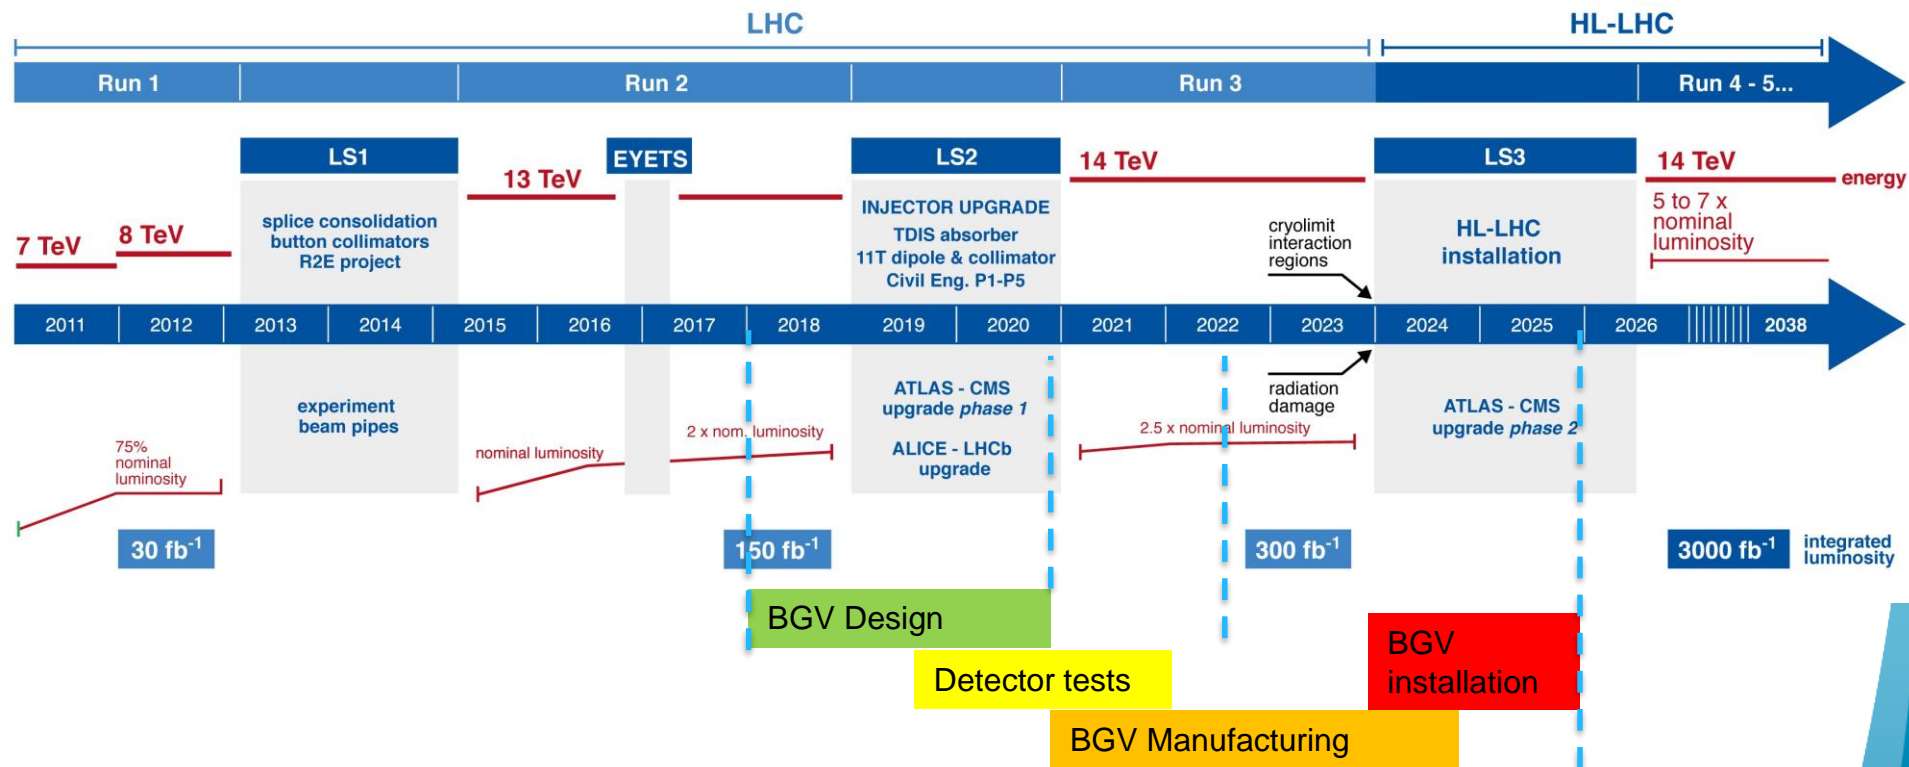 LHC
HL-LHC
Run 1
Run 2
Run 3
Run 4 - 5...
LS1
EYETS
LS2
LS3
7 TeV
8 TeV
13 TeV
14 TeV
14 TeV
energy
splice consolidation
button collimators
R2E project
INJECTOR UPGRADE
TDIS absorber
11T dipole & collimator
Civil Eng. P1-P5
cryolimit
interaction
regions
HL-LHC
installation
5 to 7 x
nominal
luminosity
2011
2012
2013
2014
2015
2016
2017
2018
2019
2020
2021
2022
2023
2024
2025
2026
2038
75%
nominal
luminosity
experiment
beam pipes
nominal luminosity
2 x nom. luminosity
ATLAS - CMS
upgrade phase 1
ALICE - LHCb
upgrade
2.5 x nominal luminosity
radiation
damage
ATLAS - CMS
upgrade phase 2
30 fb⁻¹
150 fb⁻¹
300 fb⁻¹
3000 fb⁻¹
integrated
luminosity
BGV Design
Detector tests
BGV Manufacturing
BGV
installation